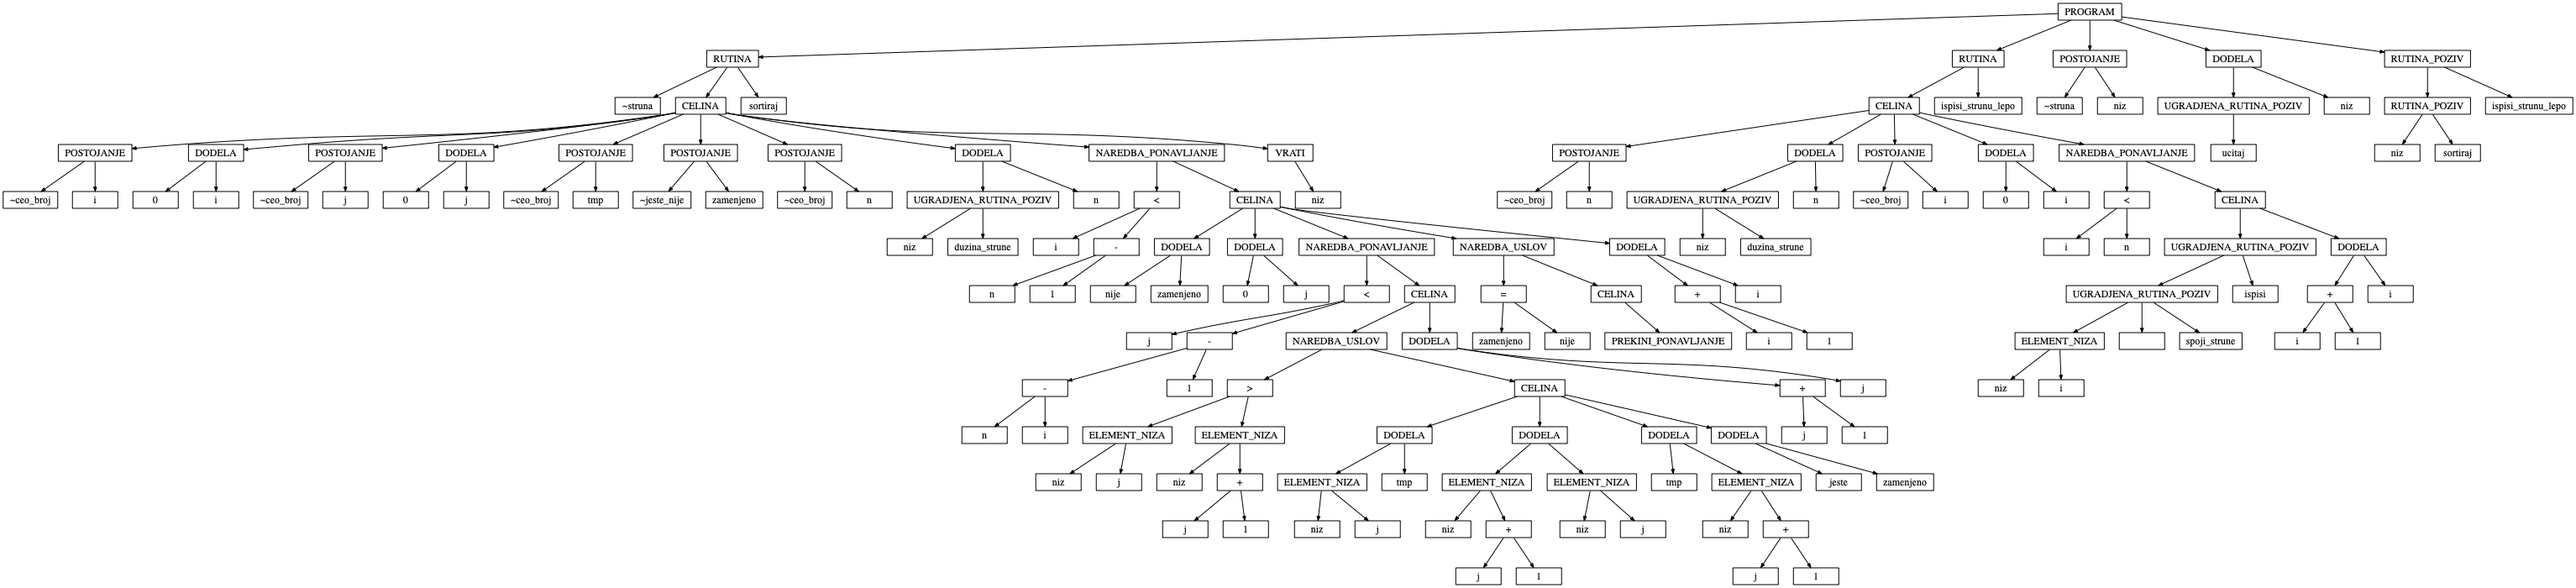 PROGRAM
RUTINA RUTINA POSTOJANJE DODELA RUTINA_POZIV
~struna CELINA sortiraj CELINA ispisi_strunu_lepo ~struna niz UGRADJENA_RUTINA_POZIV niz RUTINA_POZIV ispisi_strunu_lepo
POSTOJANJE DODELA POSTOJANJE DODELA POSTOJANJE POSTOJANJE POSTOJANJE DODELA NAREDBA_PONAVLJANJE VRATI POSTOJANJE DODELA POSTOJANJE DODELA NAREDBA_PONAVLJANJE ucitaj niz sortiraj
~ceo_broj i 0 i ~ceo_broj j 0 j ~ceo_broj tmp ~jeste_nije zamenjeno ~ceo_broj n UGRADJENA_RUTINA_POZIV n < CELINA niz ~ceo_broj n UGRADJENA_RUTINA_POZIV n ~ceo_broj i 0 i < CELINA
niz duzina_strune i - DODELA DODELA NAREDBA_PONAVLJANJE NAREDBA_USLOV DODELA niz duzina_strune i n UGRADJENA_RUTINA_POZIV DODELA
n 1 nije zamenjeno 0 j < CELINA = CELINA + i UGRADJENA_RUTINA_POZIV ispisi + i
j - NAREDBA_USLOV DODELA zamenjeno nije PREKINI_PONAVLJANJE i 1 ELEMENT_NIZA spoji_strune i 1
- 1 > CELINA + j niz i
n i ELEMENT_NIZA ELEMENT_NIZA DODELA DODELA DODELA DODELA j 1
niz j niz + ELEMENT_NIZA tmp ELEMENT_NIZA ELEMENT_NIZA tmp ELEMENT_NIZA jeste zamenjeno
j 1 niz j niz + niz j niz +
j 1 j 1